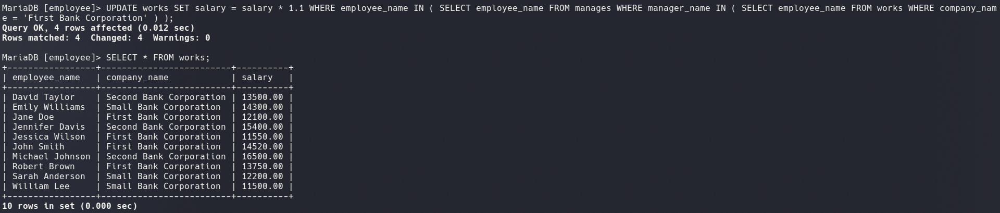 MariaDB [employee]> UPDATE works SET salary = salary * 1.1 WHERE employee_name IN ( SELECT employee_name FROM manages WHERE manager_name IN ( SELECT employee_name FROM works WHERE company_nam
e = 'First Bank Corporation' ) );
Query OK, 4 rows affected (0.012 sec)
Rows matched: 4  Changed: 4  Warnings: 0

MariaDB [employee]> SELECT * FROM works;
+-----------------+-------------------------+----------+
| employee_name   | company_name            | salary   |
+-----------------+-------------------------+----------+
| David Taylor    | Second Bank Corporation | 13500.00 |
| Emily Williams  | Small Bank Corporation  | 14300.00 |
| Jane Doe        | First Bank Corporation  | 12100.00 |
| Jennifer Davis  | Second Bank Corporation | 15400.00 |
| Jessica Wilson  | First Bank Corporation  | 11550.00 |
| John Smith      | First Bank Corporation  | 14520.00 |
| Michael Johnson | Second Bank Corporation | 16500.00 |
| Robert Brown    | First Bank Corporation  | 13750.00 |
| Sarah Anderson  | Small Bank Corporation  | 12200.00 |
| William Lee     | Small Bank Corporation  | 11500.00 |
+-----------------+-------------------------+----------+
10 rows in set (0.000 sec)